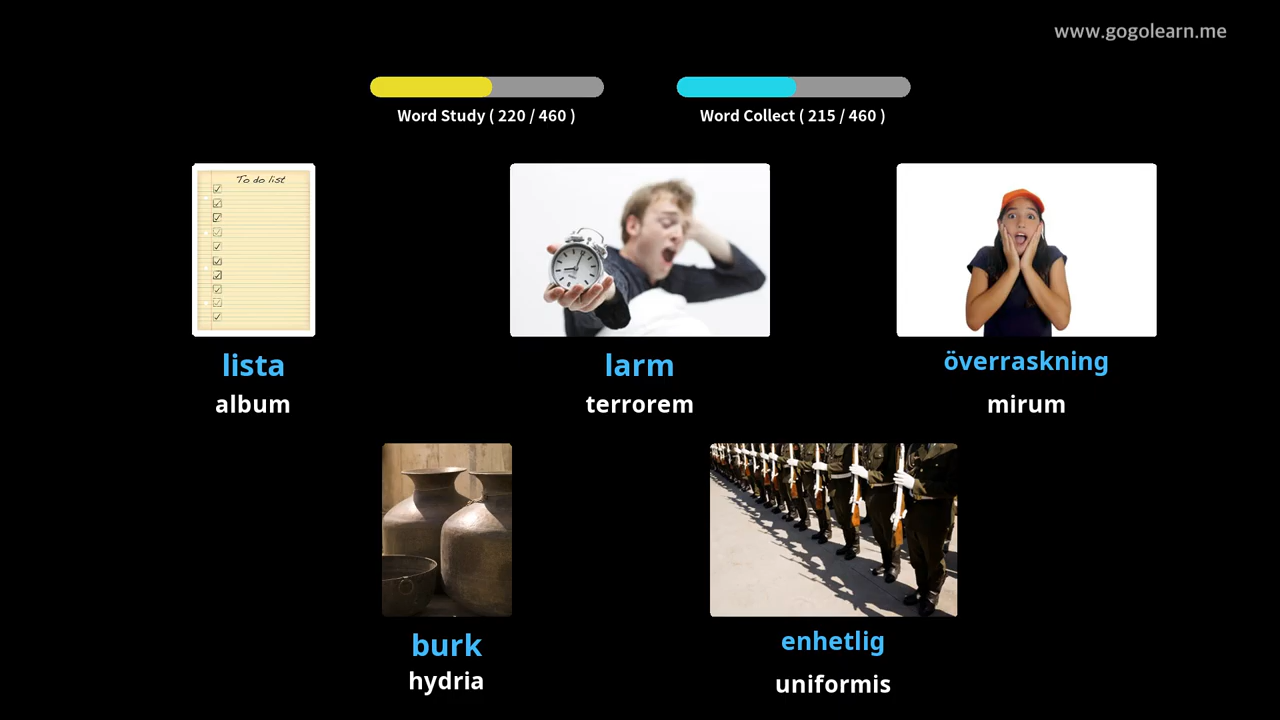 www.gogolearn.me
Word Study ( 220 / 460 )
Word Collect ( 215 / 460 )
To do list
lista
album
larm
terrorem
överraskning
mirum
burk
hydria
enhetlig
uniformis